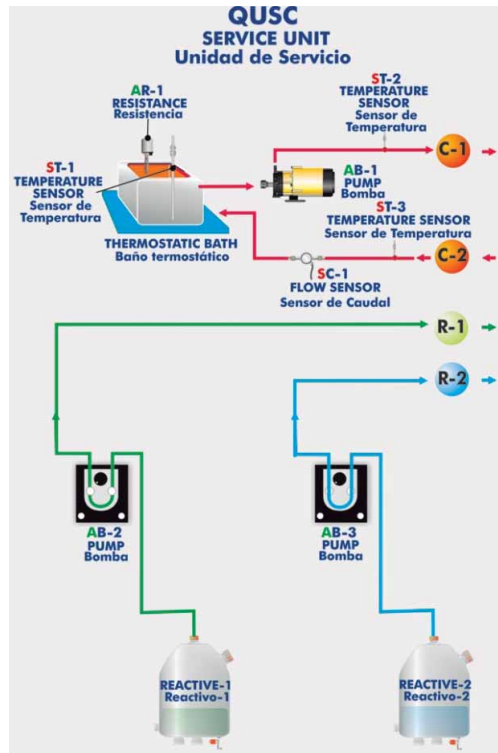 QUSC
SERVICE UNIT
Unidad de Servicio
AR-1
RESISTANCE
Resistencia
ST-2
TEMPERATURE
SENSOR
Sensor de
Temperatura
C-1
ST-1
TEMPERATURE
SENSOR
Sensor de
Temperatura
AB-1
PUMP
Bomba
ST-3
TEMPERATURE SENSOR
Sensor de Temperatura
THERMOSTATIC BATH
Baño termostático
C-2
SC-1
FLOW SENSOR
Sensor de Caudal
R-1
R-2
AB-2
PUMP
Bomba
AB-3
PUMP
Bomba
REACTIVE-1
Reactivo-1
REACTIVE-2
Reactivo-2